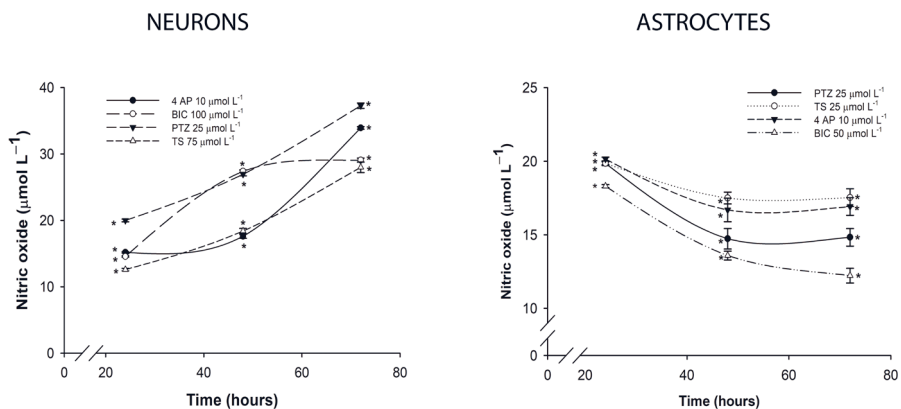 NEURONS
ASTROCYTES
Nitric oxide (μmol L⁻¹)
40
30
20
10
0
4 AP 10 μmol L⁻¹
BIC 100 μmol L⁻¹
PTZ 25 μmol L⁻¹
TS 75 μmol L⁻¹
* * * *
* * * *
* * * *
0 20 40 60 80
Time (hours)
Nitric oxide (μmol L⁻¹)
25
20
15
10
0
PTZ 25 μmol L⁻¹
TS 25 μmol L⁻¹
4 AP 10 μmol L⁻¹
BIC 50 μmol L⁻¹
* * * *
* * * *
* * * *
0 20 40 60 80
Time (hours)